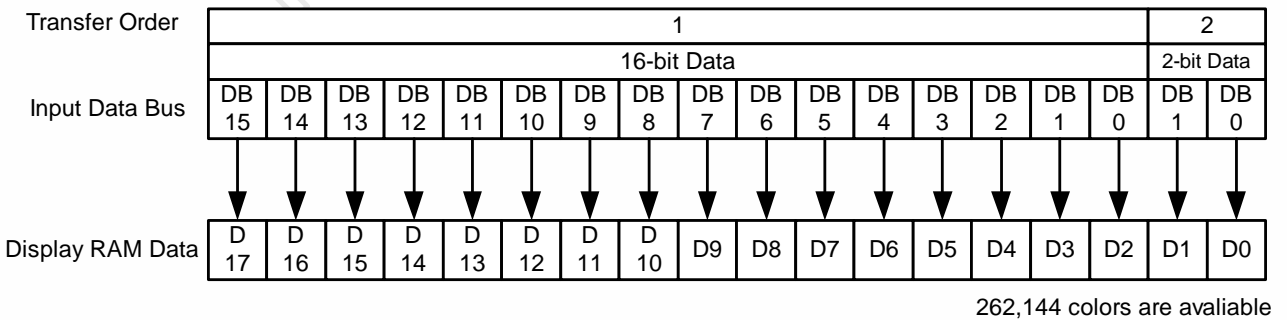 Transfer Order 1 2
16-bit Data 2-bit Data
Input Data Bus DB 15 DB 14 DB 13 DB 12 DB 11 DB 10 DB 9 DB 8 DB 7 DB 6 DB 5 DB 4 DB 3 DB 2 DB 1 DB 0 DB 1 DB 0
Display RAM Data D 17 D 16 D 15 D 14 D 13 D 12 D 11 D 10 D9 D8 D7 D6 D5 D4 D3 D2 D1 D0
262,144 colors are avaliable